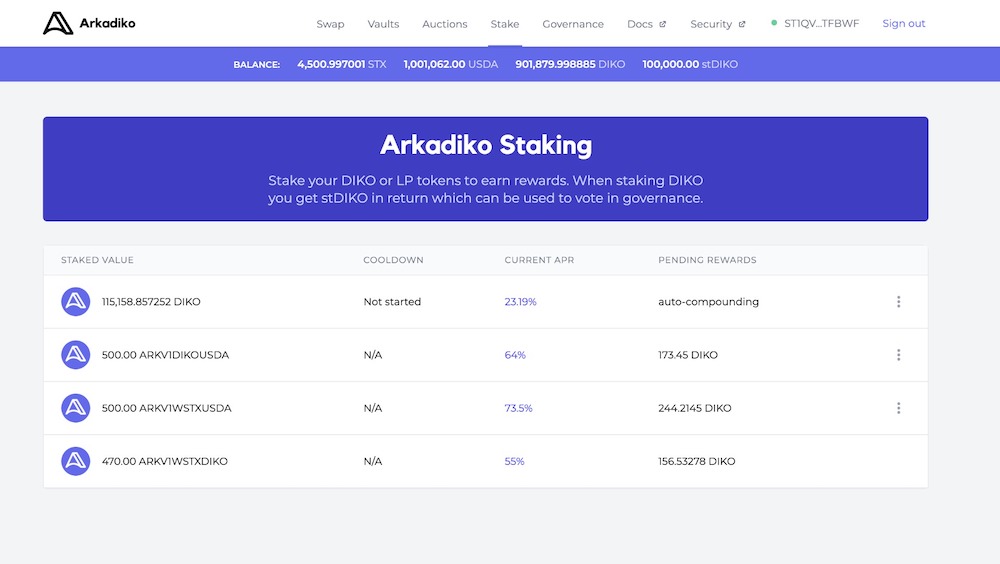 Arkadiko
Swap Vaults Auctions Stake Governance Docs Security ST1QV...TFBWF Sign out
BALANCE: 4,500.997001 STX 1,001,062.00 USDA 901,879.998885 DIKO 100,000.00 stDIKO
Arkadiko Staking
Stake your DIKO or LP tokens to earn rewards. When staking DIKO
you get stDIKO in return which can be used to vote in governance.
STAKED VALUE COOLDOWN CURRENT APR PENDING REWARDS
115,158.857252 DIKO Not started 23.19% auto-compounding
500.00 ARKV1DIKOUSDA N/A 64% 173.45 DIKO
500.00 ARKV1WSTXUSDA N/A 73.5% 244.2145 DIKO
470.00 ARKV1WSTXDIKO N/A 55% 156.53278 DIKO